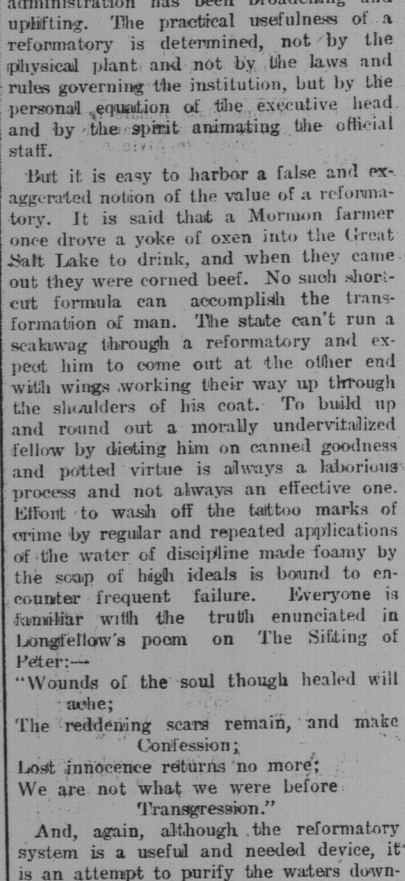 administration has been broadening and
uplifting. The practical usefulness of a
reformatory is determined, not by the
physical plant and not by the laws and
rules governing the institution, but by the
personal equation of the executive head
and by the spirit animating the official
staff.
But it is easy to harbor a false and ex-
aggerated notion of the value of a reforma-
tory. It is said that a Mormon farmer
once drove a yoke of oxen into the Great
Salt Lake to drink, and when they came
out they were corned beef. No such short-
cut formula can accomplish the trans-
formation of man. The state can't run a
scalawag through a reformatory and ex-
pect him to come out at the other end
with wings working their way up through
the shoulders of his coat. To build up
and round out a morally undervitalized
fellow by dieting him on canned goodness
and potted virtue is always a laborious
process and not always an effective one.
Effort to wash off the tattoo marks of
crime by regular and repeated applications
of the water of discipline made foamy by
the soap of high ideals is bound to en-
counter frequent failure. Everyone is
familiar with the truth enunciated in
Longfellow's poem on The Sifting of
Peter:—
"Wounds of the soul though healed will
ache;
The reddening scars remain, and make
Confession;
Lost innocence returns no more;
We are not what we were before
Transgression."
And, again, although the reformatory
system is a useful and needed device, it
is an attempt to purify the waters down-